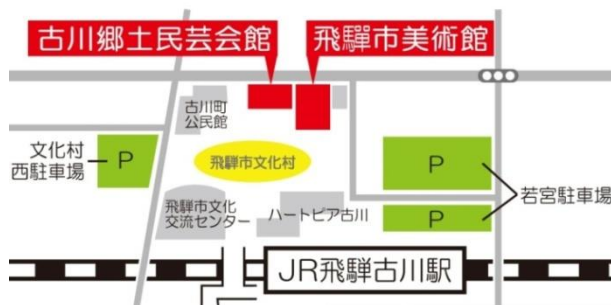 古川郷土民芸会館
飛騨市美術館
古川町
公民館
文化村
西駐車場
P
飛騨市文化村
P
P
若宮駐車場
飛騨市文化
交流センター
ハートピア古川
JR飛騨古川駅